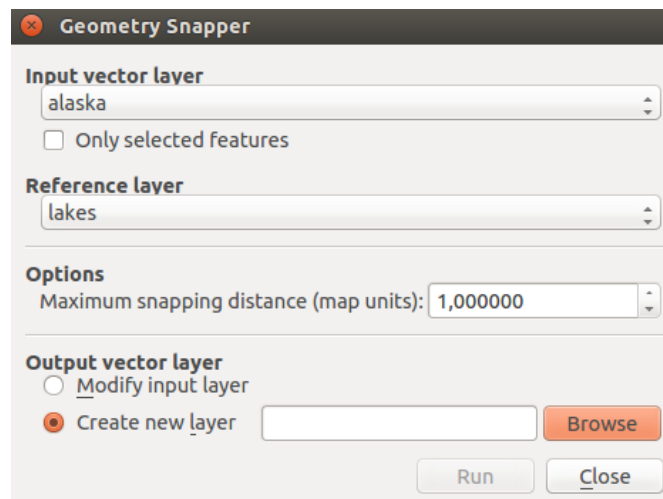 Geometry Snapper
Input vector layer
alaska
Only selected features
Reference layer
lakes
Options
Maximum snapping distance (map units): 1,000000
Output vector layer
Modify input layer
Create new layer Browse
Run Close